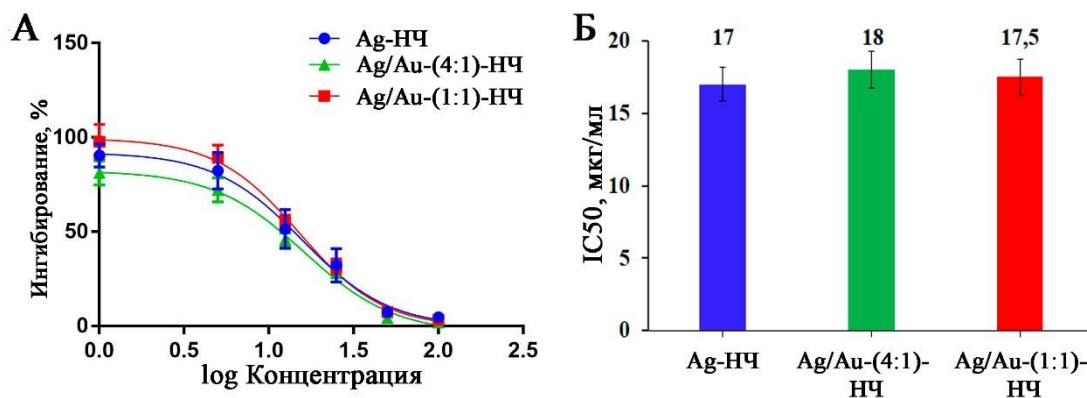 А
150
100
50
0
Ингибирование, %
0.0 0.5 1.0 1.5 2.0 2.5
log Концентрация
Ag-НЧ
Ag/Au-(4:1)-НЧ
Ag/Au-(1:1)-НЧ
Б
20
15
10
5
0
IC50, мкг/мл
17 18 17,5
Ag-НЧ
Ag/Au-(4:1)-
НЧ
Ag/Au-(1:1)-
НЧ